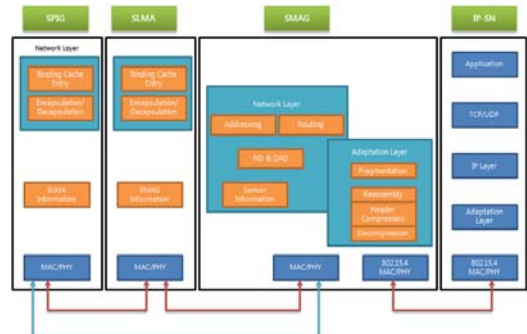 SPIG
SLMA
SMAG
IP-SN
Network Layer
Binding Cache
Entry
Encapsulation/
Decapsulation
SLMA
Information
MAC/PHY
Binding Cache
Entry
Encapsulation/
Decapsulation
SMAG
Information
MAC/PHY
Network Layer
Addressing
Routing
ND & DAD
Sensor
Information
Adaptation Layer
Fragmentation
Reassembly
Header
Compression
Decompression
MAC/PHY
802.15.4
MAC/PHY
Application
TCP/UDP
IP Layer
Adaptation
Layer
802.15.4
MAC/PHY